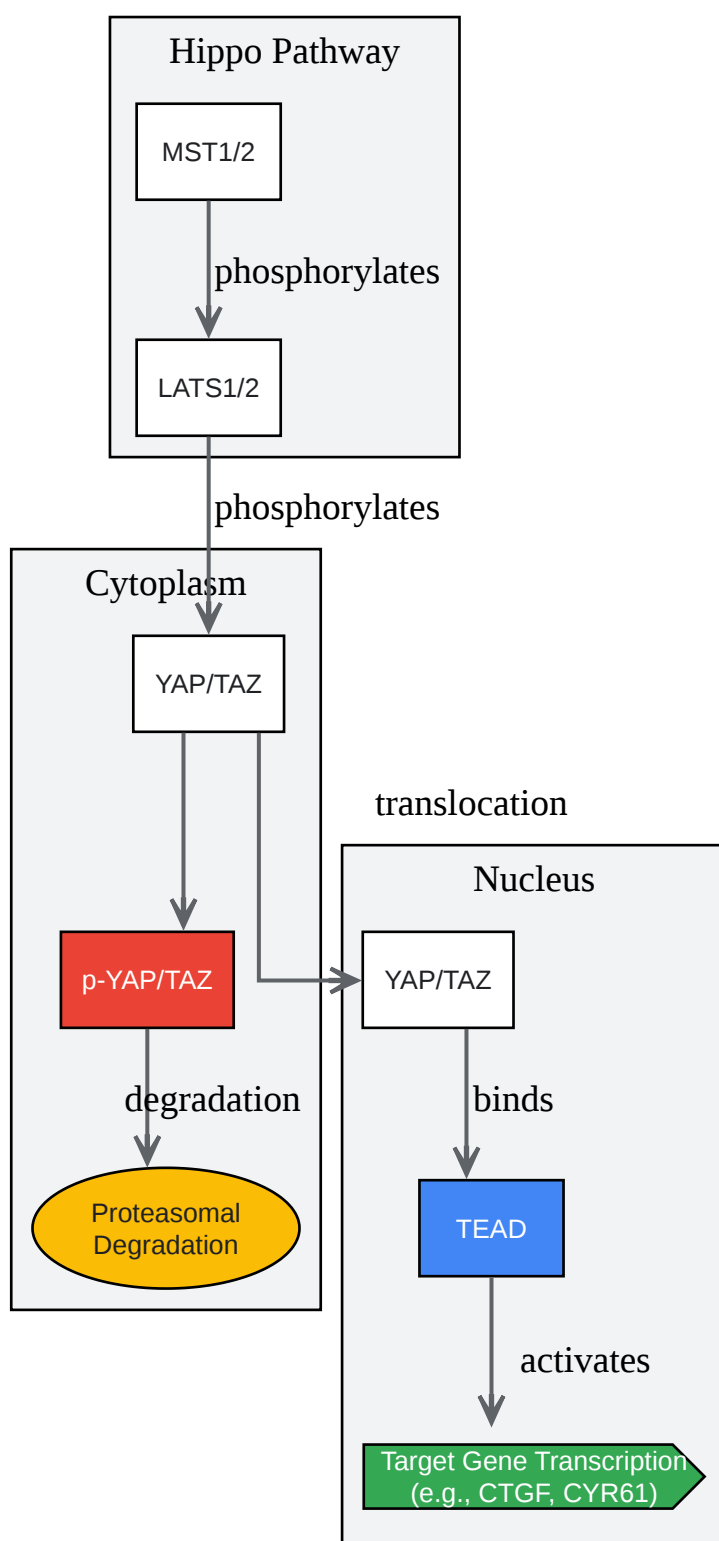 Hippo Pathway
MST1/2
phosphorylates
LATS1/2
phosphorylates
Cytoplasm
YAP/TAZ
translocation
Nucleus
p-YAP/TAZ
YAP/TAZ
degradation
binds
Proteasomal
Degradation
TEAD
activates
Target Gene Transcription
(e.g., CTGF, CYR61)